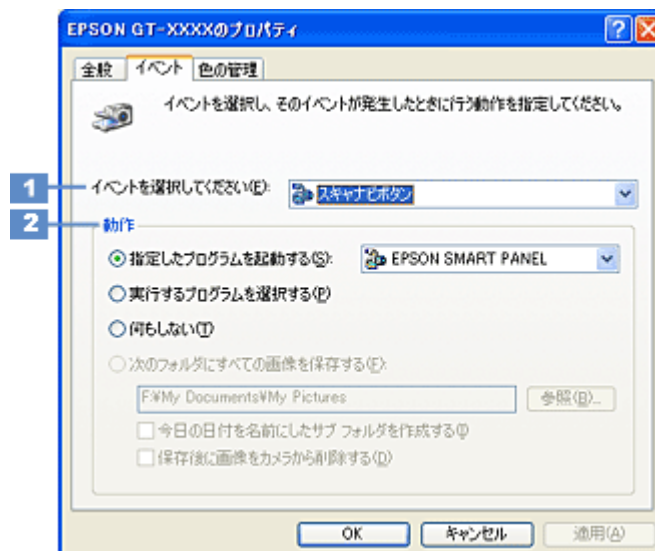 EPSON GT-XXXXのプロパティ
全般 イベント 色の管理
イベントを選択し、そのイベントが発生したときに行う動作を指定してください。
1 イベントを選択してください(E): スキャナビボタン
2 動作
指定したプログラムを起動する(S): EPSON SMART PANEL
実行するプログラムを選択する(P)
何もしない(T)
次のフォルダにすべての画像を保存する(F):
F:¥My Documents¥My Pictures 参照(B)...
今日の日付を名前にしたサブ フォルダを作成する(I)
保存後に画像をカメラから削除する(D)
OK キャンセル 適用(A)